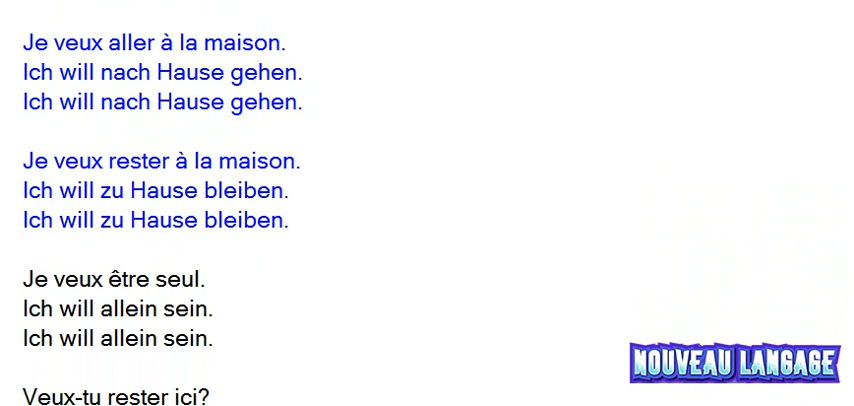 Je veux aller à la maison.
Ich will nach Hause gehen.
Ich will nach Hause gehen.
Je veux rester à la maison.
Ich will zu Hause bleiben.
Ich will zu Hause bleiben.
Je veux être seul.
Ich will allein sein.
Ich will allein sein.
NOUVEAU LANGAGE
Veux-tu rester ici?